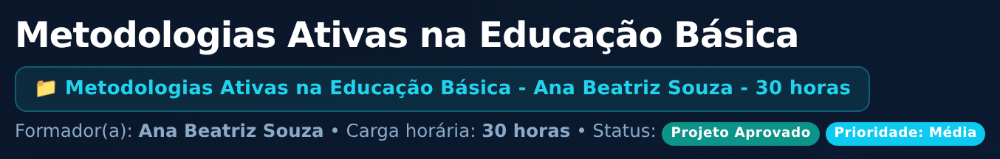 Metodologias Ativas na Educação Básica
📁 Metodologias Ativas na Educação Básica - Ana Beatriz Souza - 30 horas
Formador(a): Ana Beatriz Souza • Carga horária: 30 horas • Status: Projeto Aprovado Prioridade: Média